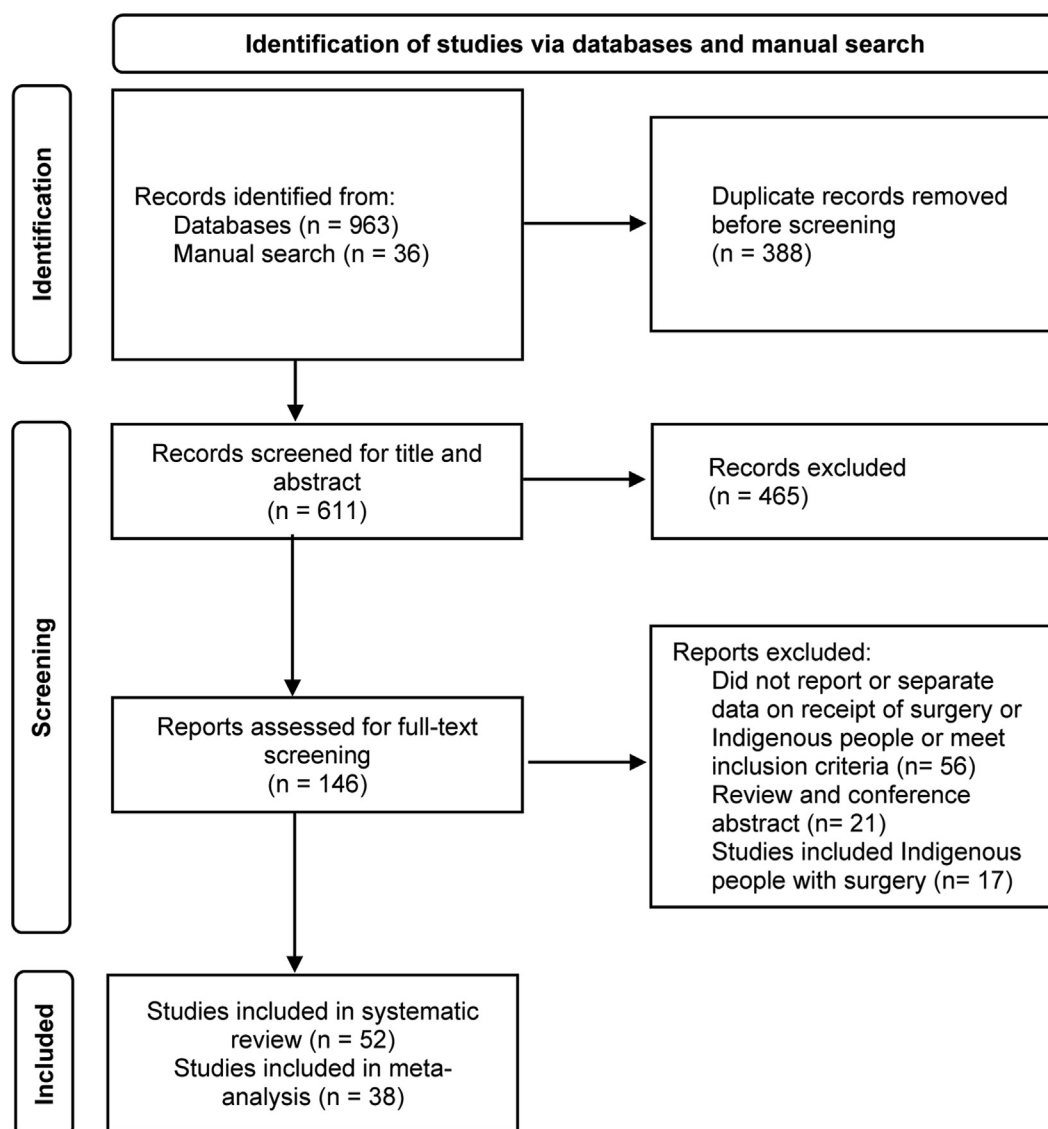 Identification of studies via databases and manual search
Identification
Records identified from:
Databases (n = 963)
Manual search (n = 36)
Duplicate records removed
before screening
(n = 388)
Screening
Records screened for title and
abstract
(n = 611)
Records excluded
(n = 465)
Reports assessed for full-text
screening
(n = 146)
Reports excluded:
Did not report or separate
data on receipt of surgery or
Indigenous people or meet
inclusion criteria (n= 56)
Review and conference
abstract (n= 21)
Studies included Indigenous
people with surgery (n= 17)
Included
Studies included in systematic
review (n = 52)
Studies included in meta-
analysis (n = 38)